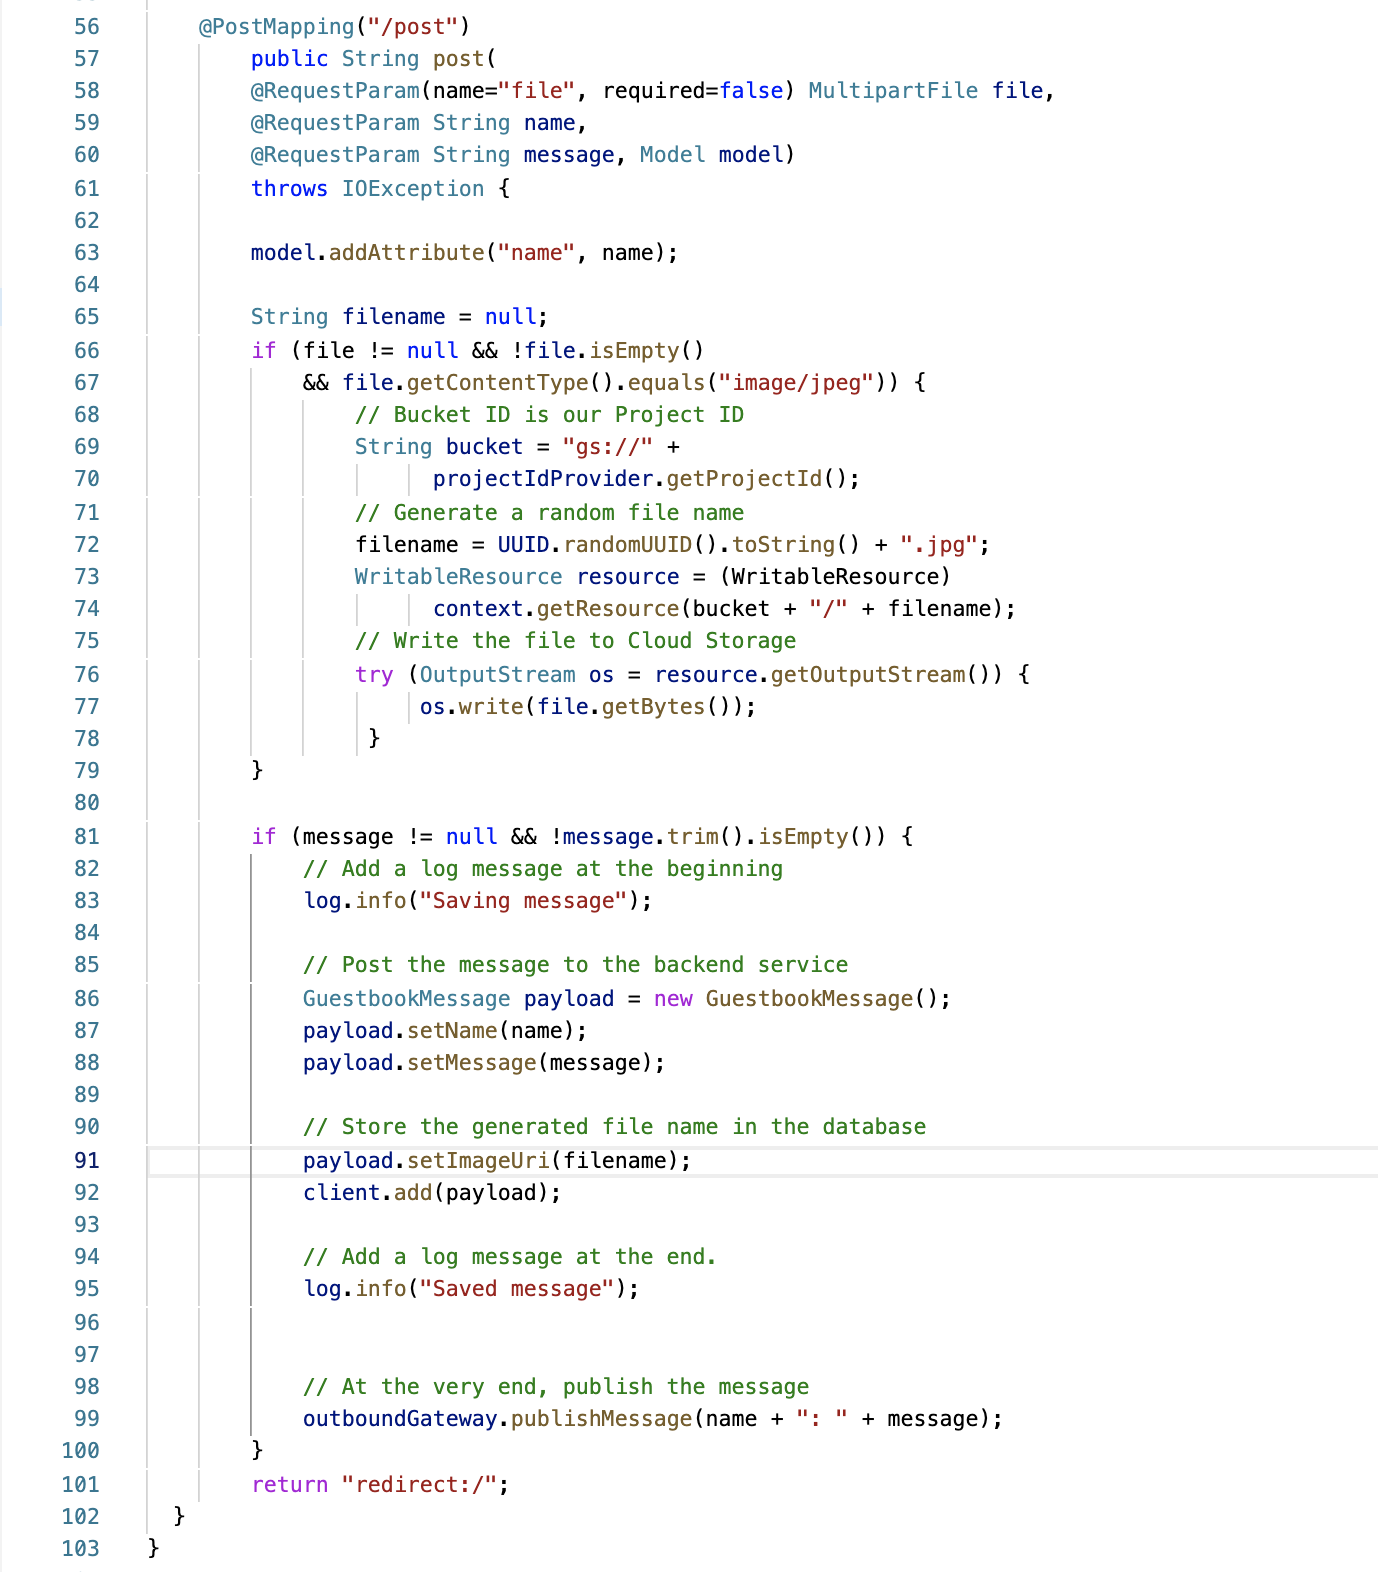 56 @PostMapping("/post")
57 public String post(
58 @RequestParam(name="file", required=false) MultipartFile file,
59 @RequestParam String name,
60 @RequestParam String message, Model model)
61 throws IOException {
62
63 model.addAttribute("name", name);
64
65 String filename = null;
66 if (file != null && !file.isEmpty()
67 && file.getContentType().equals("image/jpeg")) {
68 // Bucket ID is our Project ID
69 String bucket = "gs://" +
70 projectIdProvider.getProjectId();
71 // Generate a random file name
72 filename = UUID.randomUUID().toString() + ".jpg";
73 WritableResource resource = (WritableResource)
74 context.getResource(bucket + "/" + filename);
75 // Write the file to Cloud Storage
76 try (OutputStream os = resource.getOutputStream()) {
77 os.write(file.getBytes());
78 }
79 }
80
81 if (message != null && !message.trim().isEmpty()) {
82 // Add a log message at the beginning
83 log.info("Saving message");
84
85 // Post the message to the backend service
86 GuestbookMessage payload = new GuestbookMessage();
87 payload.setName(name);
88 payload.setMessage(message);
89
90 // Store the generated file name in the database
91 payload.setImageUri(filename);
92 client.add(payload);
93
94 // Add a log message at the end.
95 log.info("Saved message");
96
97
98 // At the very end, publish the message
99 outboundGateway.publishMessage(name + ": " + message);
100 }
101 return "redirect:/";
102 }
103 }